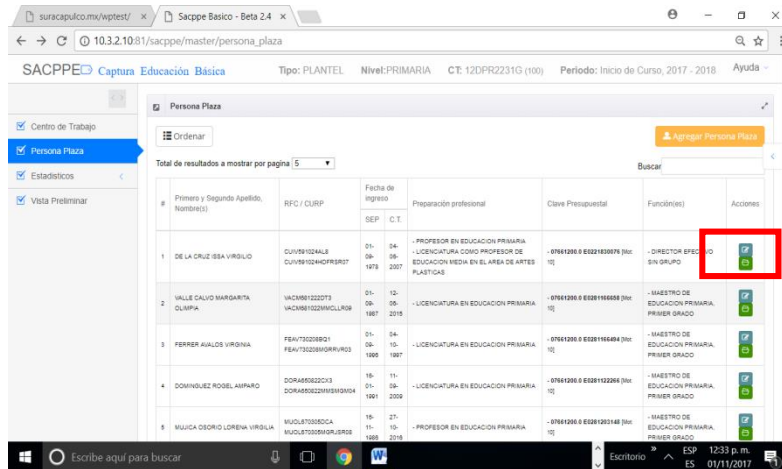 suracapulco.mx/wptest/
Sacppe Basico - Beta 2.4
10.3.2.10:81/sacppe/master/persona_plaza
SACPPE Captura Educación Básica
Tipo: PLANTEL
Nivel:PRIMARIA
CT: 12DPR2231G (100)
Periodo: Inicio de Curso, 2017 - 2018
Ayuda
Centro de Trabajo
Persona Plaza
Estadisticos
Vista Preliminar
Persona Plaza
Ordenar
Agregar Persona Plaza
Total de resultados a mostrar por pagina 5
Buscar
#
Primero y Segundo Apellido,
Nombre(s)
RFC / CURP
Fecha de
ingreso
SEP C.T.
Preparación profesional
Clave Presupuestal
Función(es)
Acciones
1
DE LA CRUZ ISSA VIRGILIO
CUIV591024AL8
CUIV591024HDFRSR07
01-
09-
1978
04-
06-
2007
- PROFESOR EN EDUCACION PRIMARIA
- LICENCIATURA COMO PROFESOR DE
EDUCACION MEDIA EN EL AREA DE ARTES
PLASTICAS
- 07661200.0 E0221830076 [Mot:
10]
- DIRECTOR EFECTIVO
SIN GRUPO
2
VALLE CALVO MARGARITA
OLIMPIA
01-
09-
1987
12-
06-
2015
- LICENCIATURA EN EDUCACION PRIMARIA
- 07661200.0 E0281166658 [Mot:
10]
- MAESTRO DE
EDUCACION PRIMARIA,
PRIMER GRADO
3
FERRER AVALOS VIRGINIA
FEAV730208BQ1
FEAV730208MGRRVR03
01-
09-
1995
04-
10-
1997
- LICENCIATURA EN EDUCACION PRIMARIA
- 07661200.0 E0281166494 [Mot:
10]
- MAESTRO DE
EDUCACION PRIMARIA,
PRIMER GRADO
4
DOMINGUEZ ROGEL AMPARO
DORA650822CX3
DORA650822MMSMGM04
16-
01-
1991
11-
09-
2009
- LICENCIATURA EN EDUCACION PRIMARIA
- 07661200.0 E0281122266 [Mot:
10]
- MAESTRO DE
EDUCACION PRIMARIA,
PRIMER GRADO
5
MUJICA OSORIO LORENA VIRGILIA
MUOL670305DCA
MUOL670305MGRJSR08
16-
11-
1986
27-
10-
2016
- PROFESOR EN EDUCACION PRIMARIA
- 07661200.0 E0281203148 [Mot:
10]
- MAESTRO DE
EDUCACION PRIMARIA,
PRIMER GRADO
Escribe aquí para buscar
Escritorio
ESP
ES
12:33 p. m.
01/11/2017